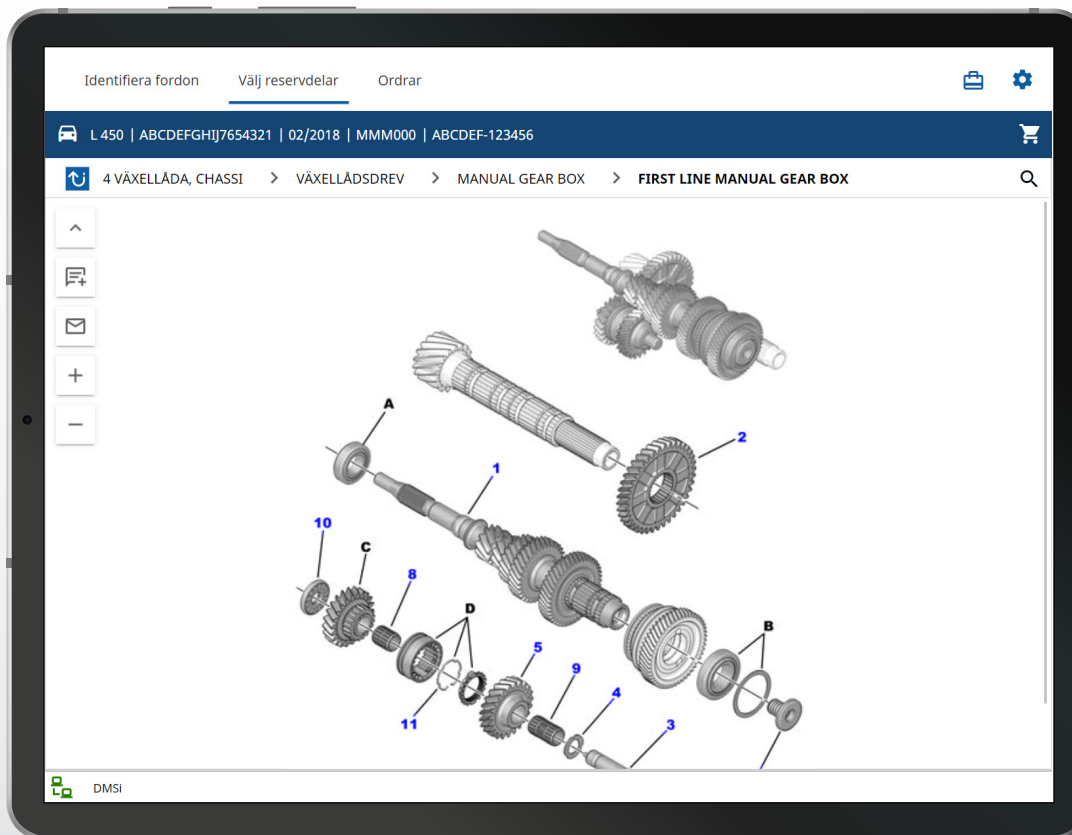 Identifiera fordon Välj reservdelar Ordrar
L 450 | ABCDEFGHIJ7654321 | 02/2018 | MMM000 | ABCDEF-123456
4 VÄXELLÅDA, CHASSI > VÄXELLÅDSDREV > MANUAL GEAR BOX > FIRST LINE MANUAL GEAR BOX
A
2
1
10
C
8
D
B
5
9
4
11
3
DMSi